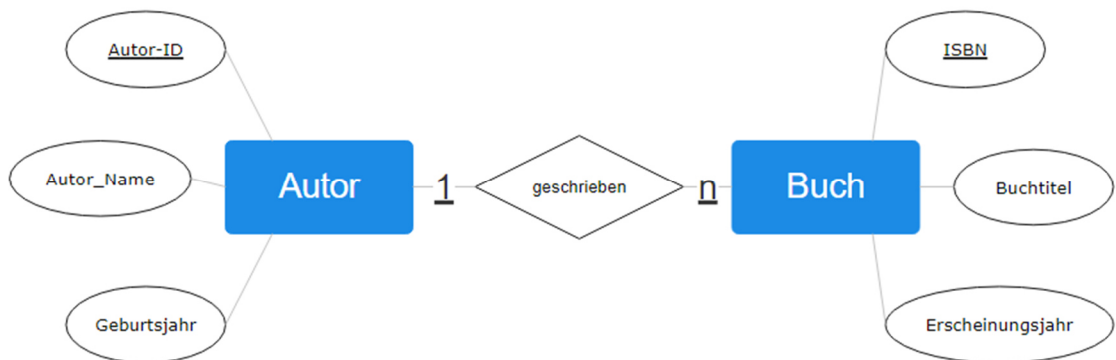 Autor-ID
ISBN
Autor_Name
Autor
1
geschrieben
n
Buch
Buchtitel
Geburtsjahr
Erscheinungsjahr